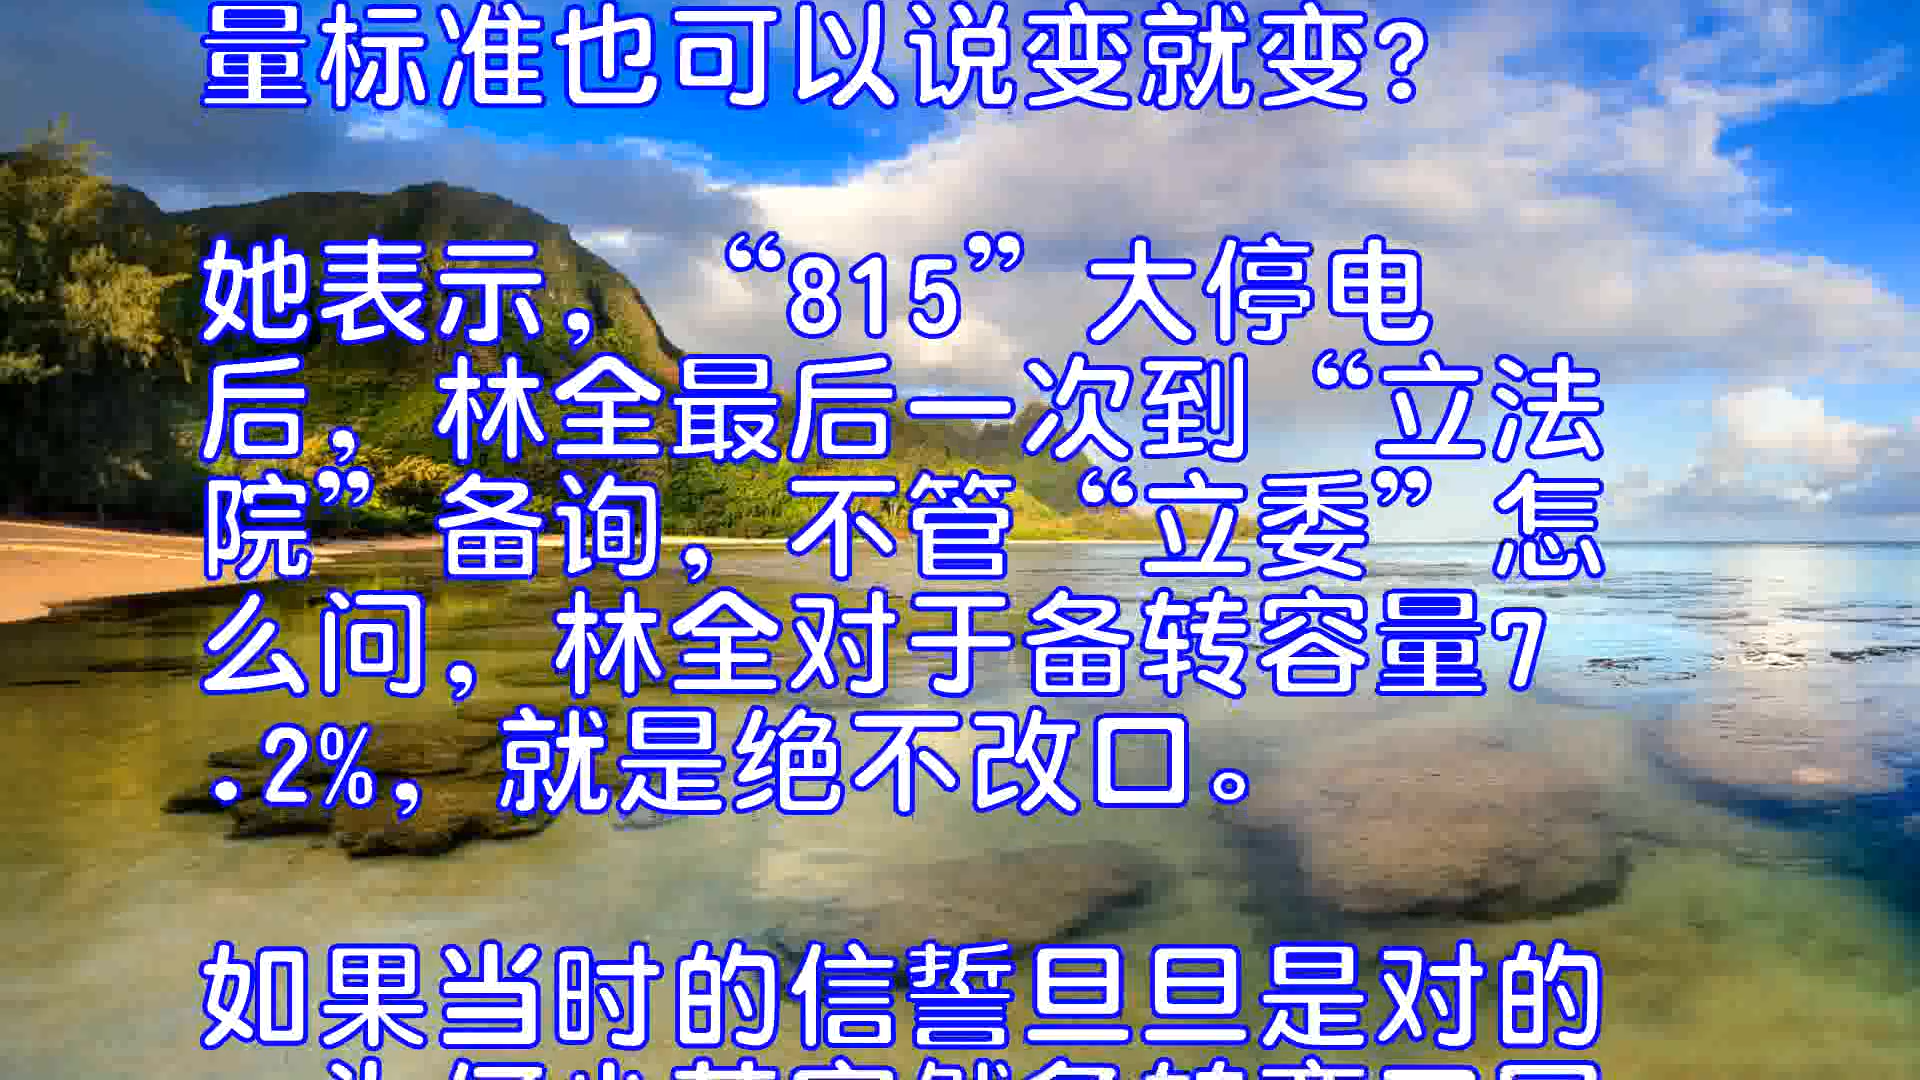 量标准也可以说变就变?
她表示，“815”大停电
后，林全最后一次到“立法
院”备询，不管“立委”怎
么问，林全对于备转容量7
.2%，就是绝不改口。
如果当时的信誓旦旦是对的